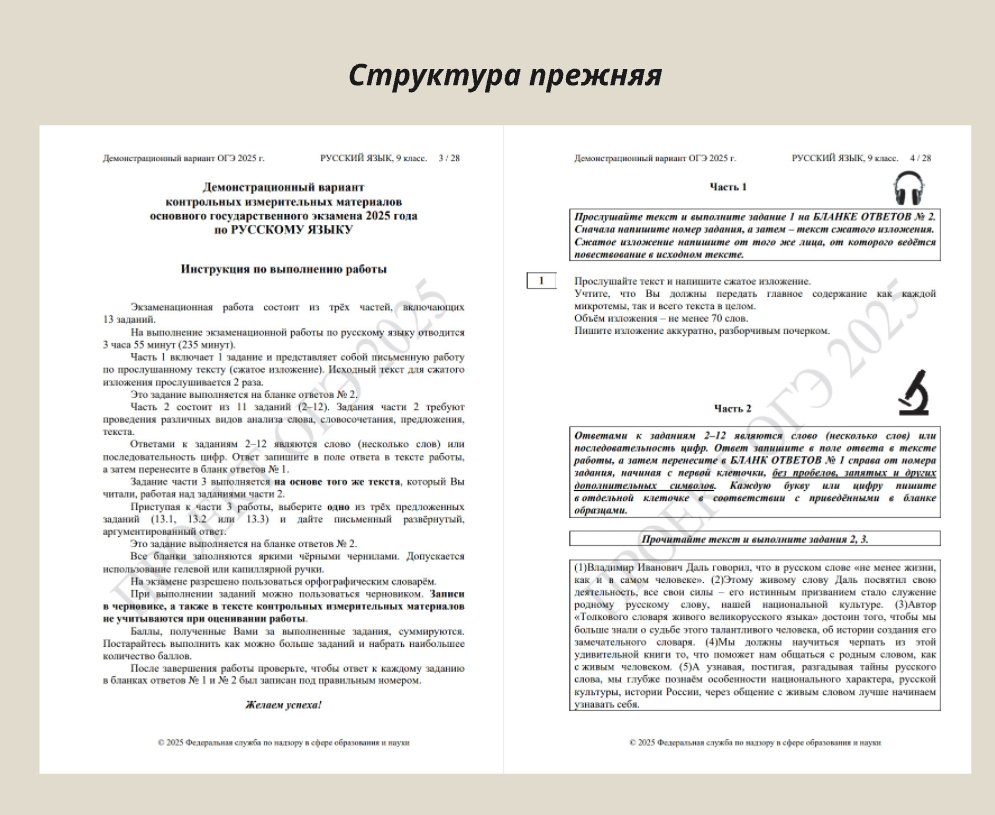 Структура прежняя
Демонстрационный вариант ОГЭ 2025 г.
РУССКИЙ ЯЗЫК, 9 класс. 3 / 28
Демонстрационный вариант
контрольных измерительных материалов
основного государственного экзамена 2025 года
по РУССКОМУ ЯЗЫКУ
Инструкция по выполнению работы
Экзаменационная работа состоит из трёх частей, включающих
13 заданий.
На выполнение экзаменационной работы по русскому языку отводится
3 часа 55 минут (235 минут).
Часть 1 включает 1 задание и представляет собой письменную работу
по прослушанному тексту (сжатое изложение). Исходный текст для сжатого
изложения прослушивается 2 раза.
Это задание выполняется на бланке ответов № 2.
Часть 2 состоит из 11 заданий (2–12). Задания части 2 требуют
проведения различных видов анализа слова, словосочетания, предложения,
текста.
Ответами к заданиям 2–12 являются слово (несколько слов) или
последовательность цифр. Ответ запишите в поле ответа в тексте работы,
а затем перенесите в бланк ответов № 1.
Задание части 3 выполняется на основе того же текста, который Вы
читали, работая над заданиями части 2.
Приступая к части 3 работы, выберите одно из трёх предложенных
заданий (13.1, 13.2 или 13.3) и дайте письменный развёрнутый,
аргументированный ответ.
Это задание выполняется на бланке ответов № 2.
Все бланки заполняются яркими чёрными чернилами. Допускается
использование гелевой или капиллярной ручки.
На экзамене разрешено пользоваться орфографическим словарём.
При выполнении заданий можно пользоваться черновиком. Записи
в черновике, а также в тексте контрольных измерительных материалов
не учитываются при оценивании работы.
Баллы, полученные Вами за выполненные задания, суммируются.
Постарайтесь выполнить как можно больше заданий и набрать наибольшее
количество баллов.
После завершения работы проверьте, чтобы ответ к каждому заданию
в бланках ответов № 1 и № 2 был записан под правильным номером.
Желаем успеха!
© 2025 Федеральная служба по надзору в сфере образования и науки
ПРОЕКТ ОГЭ 2025
Демонстрационный вариант ОГЭ 2025 г.
РУССКИЙ ЯЗЫК, 9 класс. 4 / 28
Часть 1
Прослушайте текст и выполните задание 1 на БЛАНКЕ ОТВЕТОВ № 2.
Сначала напишите номер задания, а затем – текст сжатого изложения.
Сжатое изложение напишите от того же лица, от которого ведётся
повествование в исходном тексте.
1
Прослушайте текст и напишите сжатое изложение.
Учтите, что Вы должны передать главное содержание как каждой
микротемы, так и всего текста в целом.
Объём изложения – не менее 70 слов.
Пишите изложение аккуратно, разборчивым почерком.
Часть 2
Ответами к заданиям 2–12 являются слово (несколько слов) или
последовательность цифр. Ответ запишите в поле ответа в тексте
работы, а затем перенесите в БЛАНК ОТВЕТОВ № 1 справа от номера
задания, начиная с первой клеточки, без пробелов, запятых и других
дополнительных символов. Каждую букву или цифру пишите
в отдельной клеточке в соответствии с приведёнными в бланке
образцами.
Прочитайте текст и выполните задания 2, 3.
(1)Владимир Иванович Даль говорил, что в русском слове «не менее жизни,
как и в самом человеке». (2)Этому живому слову Даль посвятил свою
деятельность, все свои силы – его истинным призванием стало служение
родному русскому слову, нашей национальной культуре. (3)Автор
«Толкового словаря живого великорусского языка» достоин того, чтобы мы
больше знали о судьбе этого талантливого человека, об истории создания его
замечательного словаря. (4)Мы должны научиться черпать из этой
удивительной книги то, что поможет нам общаться с родным словом, как
с живым человеком. (5)А узнавая, постигая, разгадывая тайны русского
слова, мы глубже познаём особенности национального характера, русской
культуры, истории России, через общение с живым словом лучше начинаем
узнавать себя.
© 2025 Федеральная служба по надзору в сфере образования и науки
ПРОЕКТ ОГЭ 2025